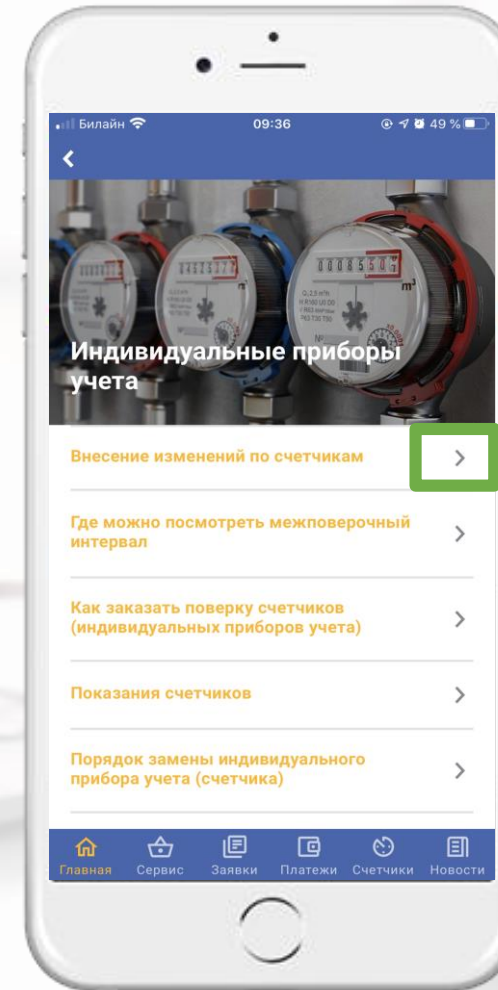 Билайн 09:36 49 %
Индивидуальные приборы
учета
Внесение изменений по счетчикам
Где можно посмотреть межповерочный
интервал
Как заказать поверку счетчиков
(индивидуальных приборов учета)
Показания счетчиков
Порядок замены индивидуального
прибора учета (счетчика)
Главная Сервис Заявки Платежи Счетчики Новости